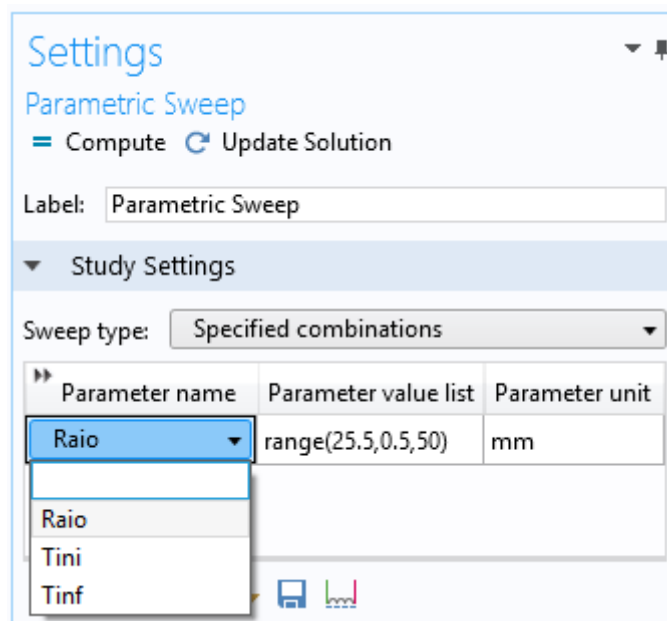 Settings
Parametric Sweep
= Compute Update Solution
Label: Parametric Sweep
Study Settings
Sweep type: Specified combinations
Parameter name Parameter value list Parameter unit
Raio range(25.5,0.5,50) mm
Raio
Tini
Tinf